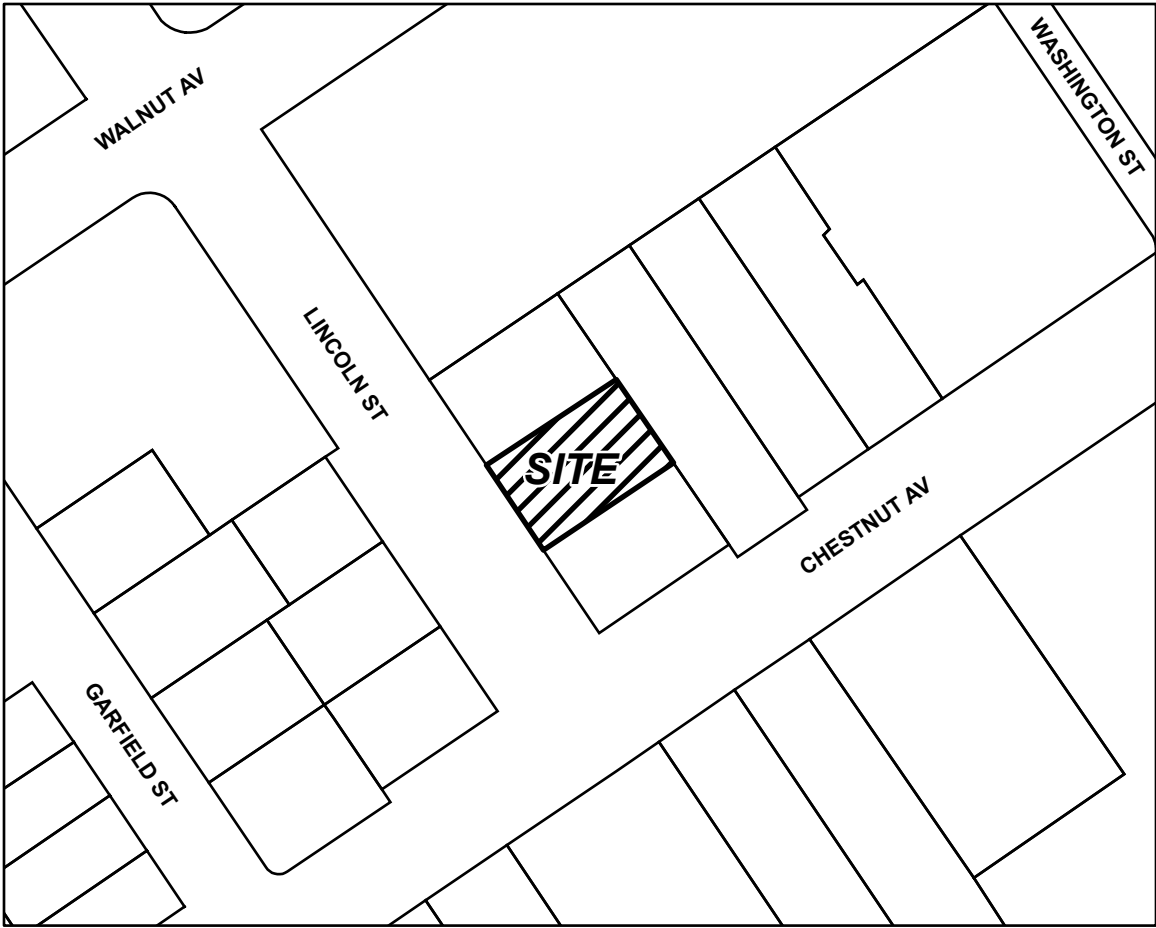 WASHINGTON ST
WALNUT AV
LINCOLN ST
SITE
CHESTNUT AV
GARFIELD ST